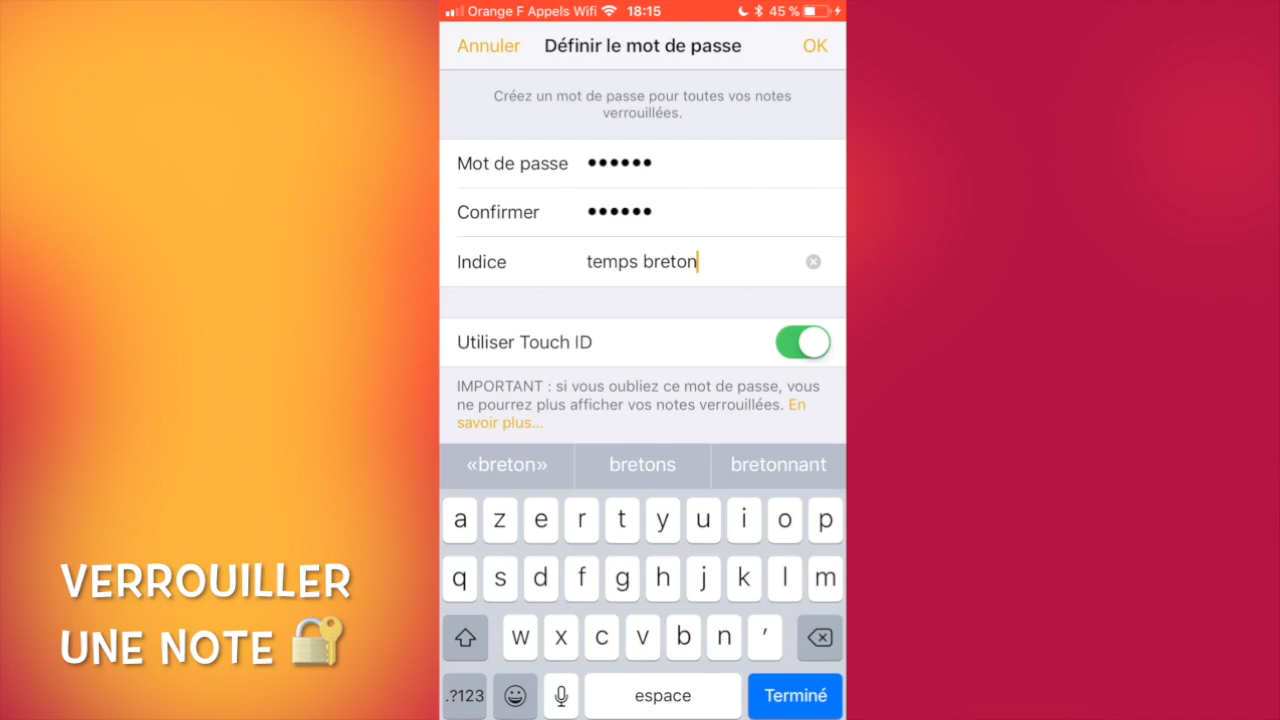 Orange F Appels Wifi 18:15 45 %
Annuler Définir le mot de passe OK
Créez un mot de passe pour toutes vos notes
verrouillées.
Mot de passe ••••••
Confirmer ••••••
Indice temps breton
Utiliser Touch ID
IMPORTANT : si vous oubliez ce mot de passe, vous
ne pourrez plus afficher vos notes verrouillées. En
savoir plus...
«breton» bretons bretonnant
a z e r t y u i o p
q s d f g h j k l m
w x c v b n ’
.?123 espace Terminé
VERROUILLER
UNE NOTE